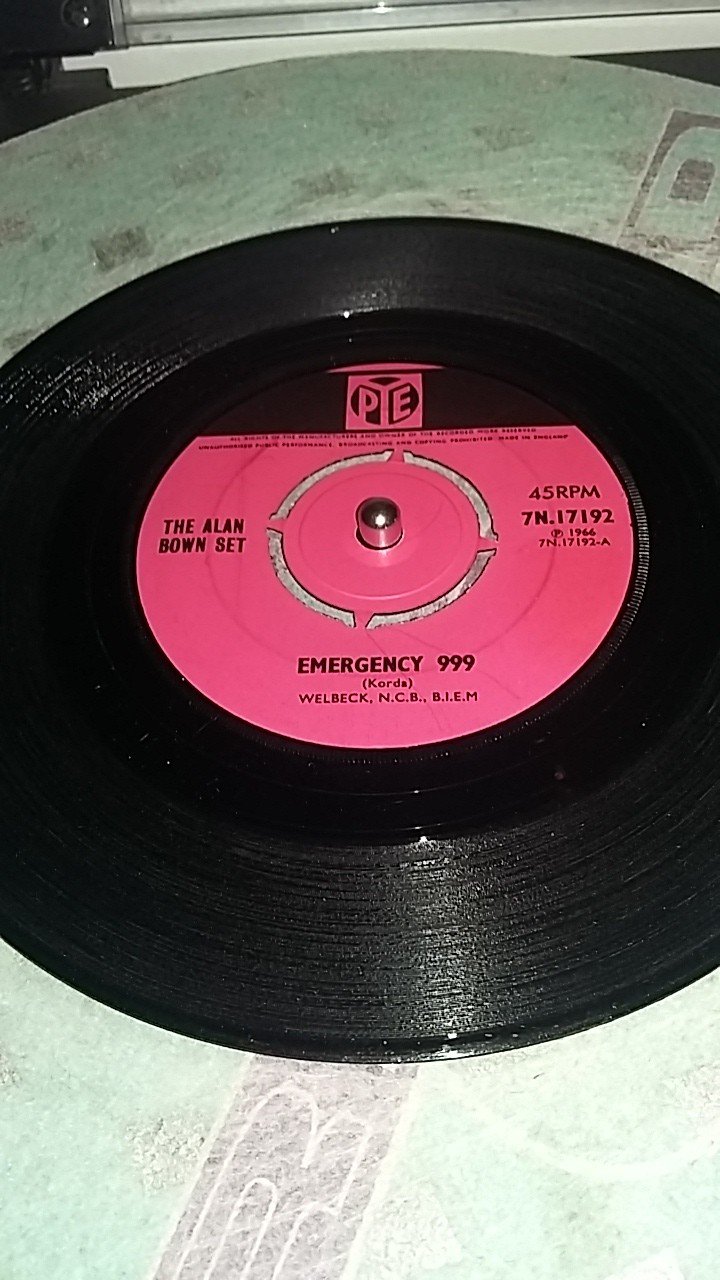 PYE
ALL RIGHTS OF THE MANUFACTURERS AND OWNER OF THE RECORDED WORK RESERVED
UNAUTHORISED PUBLIC PERFORMANCE, BROADCASTING AND COPYING PROHIBITED. MADE IN ENGLAND
45RPM
7N.17192
℗ 1966
7N.17192-A
THE ALAN
BOWN SET
EMERGENCY 999
(Korda)
WELBECK, N.C.B., B.I.E.M